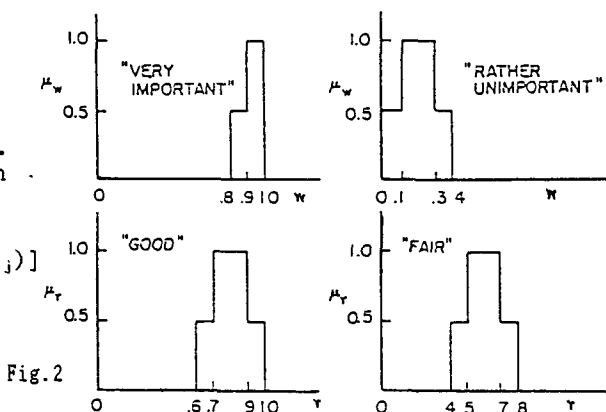 1.0
"VERY
IMPORTANT"
μw
0.5
0 .8 .9 1.0 w
1.0
"RATHER
UNIMPORTANT"
μw
0.5
0 .1 .3 .4 w
n .
j)]
1.0
"GOOD"
μr
0.5
0 .6 .7 .9 1.0 r
1.0
"FAIR"
μr
0.5
0 .4 .5 .7 .8 r
Fig.2